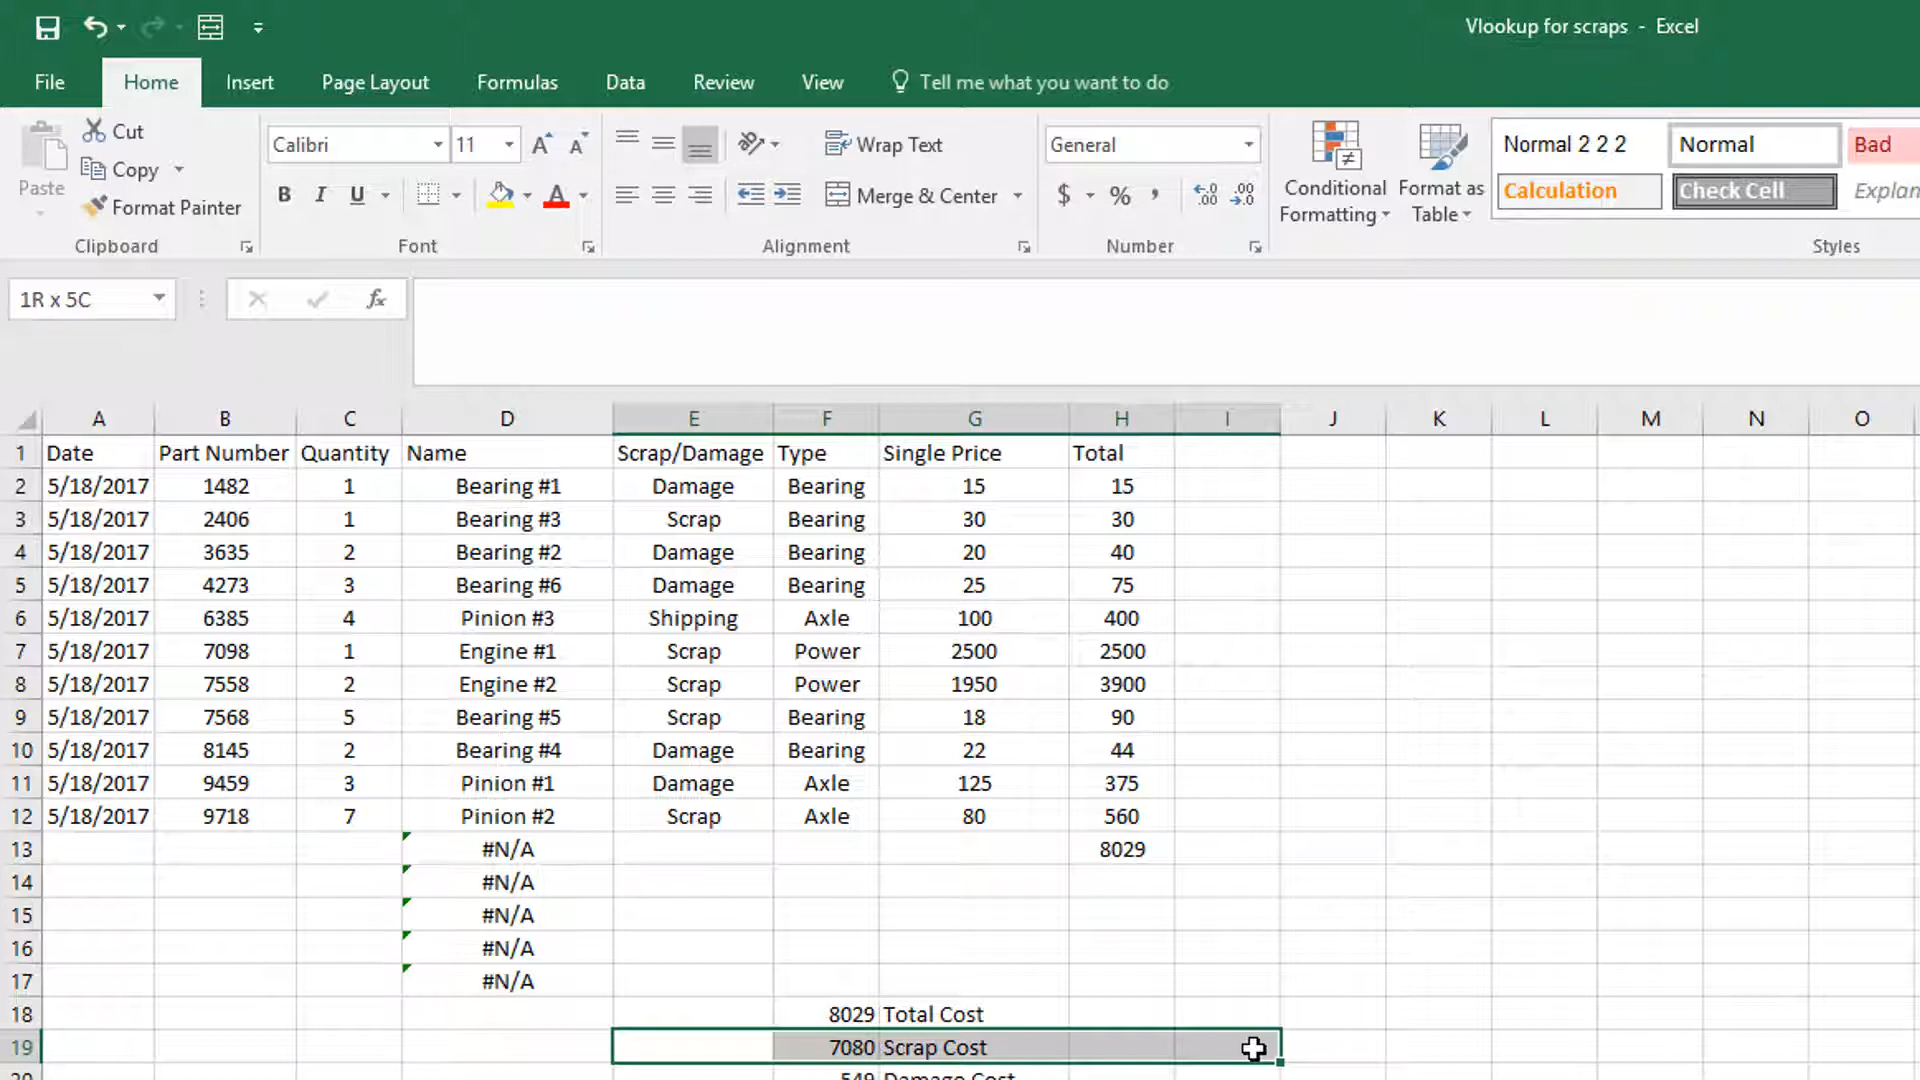 Vlookup for scraps - Excel
File Home Insert Page Layout Formulas Data Review View Tell me what you want to do
Paste
Cut
Copy
Format Painter
Clipboard
Calibri 11
B I U
Font
Wrap Text
Merge & Center
Alignment
General
$ % ,
Number
Conditional Formatting
Format as Table
Normal 2 2 2 Normal Bad
Calculation Check Cell Explan
Styles
1R x 5C fx
A B C D E F G H I J K L M N O
1 Date Part Number Quantity Name Scrap/Damage Type Single Price Total
2 5/18/2017 1482 1 Bearing #1 Damage Bearing 15 15
3 5/18/2017 2406 1 Bearing #3 Scrap Bearing 30 30
4 5/18/2017 3635 2 Bearing #2 Damage Bearing 20 40
5 5/18/2017 4273 3 Bearing #6 Damage Bearing 25 75
6 5/18/2017 6385 4 Pinion #3 Shipping Axle 100 400
7 5/18/2017 7098 1 Engine #1 Scrap Power 2500 2500
8 5/18/2017 7558 2 Engine #2 Scrap Power 1950 3900
9 5/18/2017 7568 5 Bearing #5 Scrap Bearing 18 90
10 5/18/2017 8145 2 Bearing #4 Damage Bearing 22 44
11 5/18/2017 9459 3 Pinion #1 Damage Axle 125 375
12 5/18/2017 9718 7 Pinion #2 Scrap Axle 80 560
13 #N/A 8029
14 #N/A
15 #N/A
16 #N/A
17 #N/A
18 8029 Total Cost
19 7080 Scrap Cost
20 549 Damage Cost